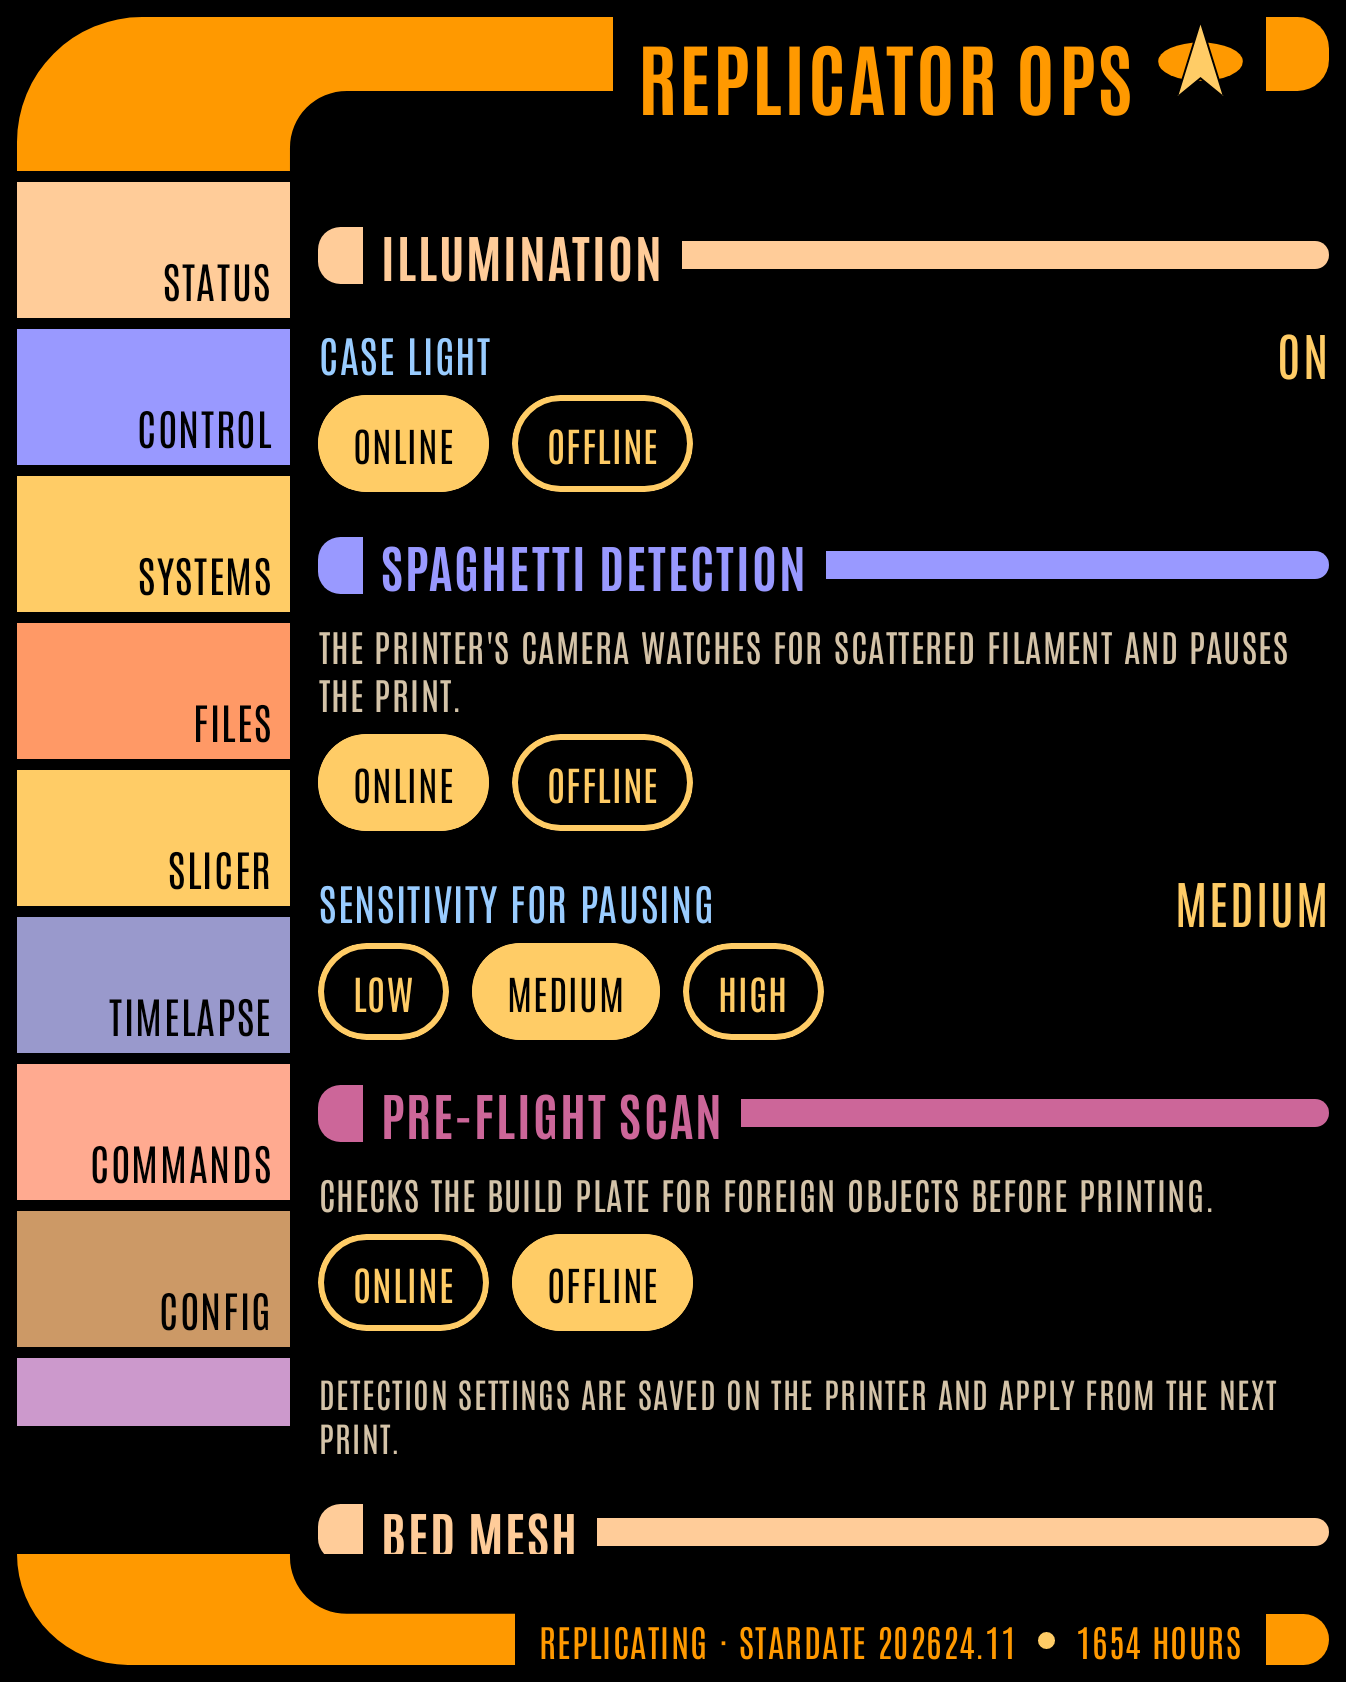 REPLICATOR OPS
STATUS
CONTROL
SYSTEMS
FILES
SLICER
TIMELAPSE
COMMANDS
CONFIG
ILLUMINATION
CASE LIGHT
ON
ONLINE
OFFLINE
SPAGHETTI DETECTION
THE PRINTER'S CAMERA WATCHES FOR SCATTERED FILAMENT AND PAUSES
THE PRINT.
ONLINE
OFFLINE
SENSITIVITY FOR PAUSING
MEDIUM
LOW
MEDIUM
HIGH
PRE-FLIGHT SCAN
CHECKS THE BUILD PLATE FOR FOREIGN OBJECTS BEFORE PRINTING.
ONLINE
OFFLINE
DETECTION SETTINGS ARE SAVED ON THE PRINTER AND APPLY FROM THE NEXT
PRINT.
BED MESH
REPLICATING · STARDATE 202624.11 ● 1654 HOURS